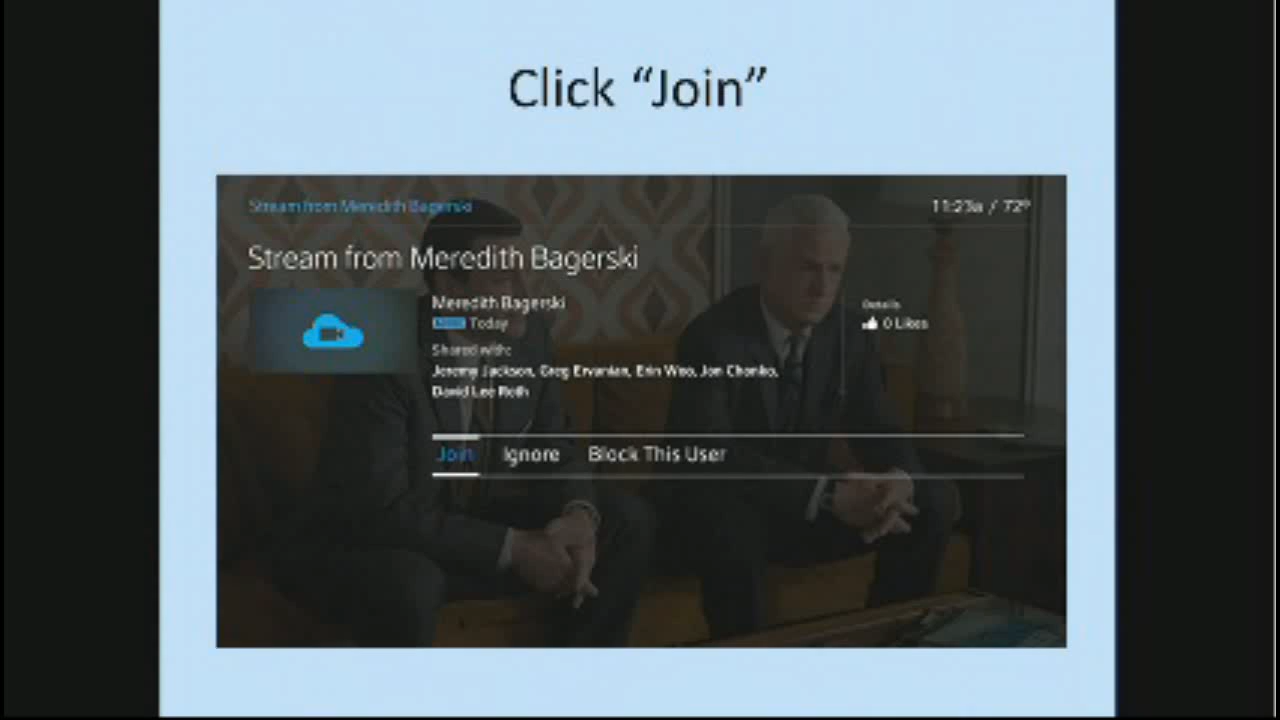 Click “Join”
Stream from Meredith Bagerski
11:23a / 72º
Stream from Meredith Bagerski
Meredith Bagerski
Today
Details
0 Likes
Shared with:
Jeremy Jackson, Greg Ervanian, Erin Woo, Jon Chonko,
David Lee Roth
Join Ignore Block This User